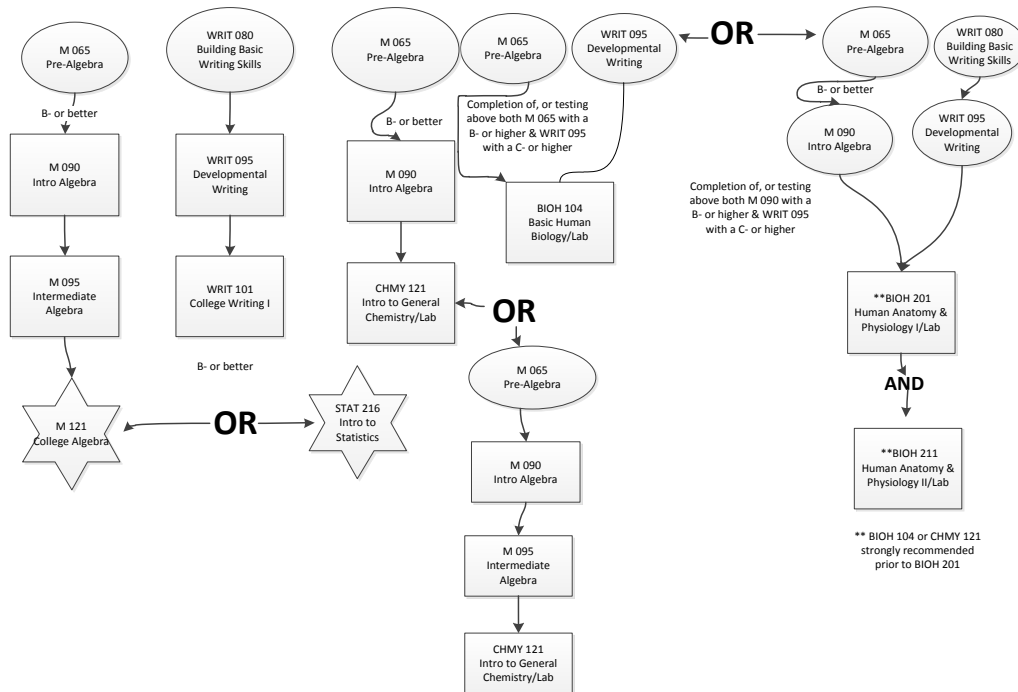 M 065
Pre-Algebra
B- or better
M 090
Intro Algebra
M 095
Intermediate
Algebra
M 121
College Algebra
WRIT 080
Building Basic
Writing Skills
WRIT 095
Developmental
Writing
WRIT 101
College Writing I
B- or better
OR
STAT 216
Intro to
Statistics
M 065
Pre-Algebra
B- or better
M 090
Intro Algebra
CHMY 121
Intro to General
Chemistry/Lab
M 065
Pre-Algebra
Completion of, or testing
above both M 065 with a
B- or higher & WRIT 095
with a C- or higher
WRIT 095
Developmental
Writing
BIOH 104
Basic Human
Biology/Lab
OR
M 065
Pre-Algebra
M 090
Intro Algebra
M 095
Intermediate
Algebra
CHMY 121
Intro to General
Chemistry/Lab
OR
M 065
Pre-Algebra
B- or better
M 090
Intro Algebra
WRIT 080
Building Basic
Writing Skills
WRIT 095
Developmental
Writing
Completion of, or testing
above both M 090 with a
B- or higher & WRIT 095
with a C- or higher
**BIOH 201
Human Anatomy &
Physiology I/Lab
AND
**BIOH 211
Human Anatomy &
Physiology II/Lab
** BIOH 104 or CHMY 121
strongly recommended
prior to BIOH 201